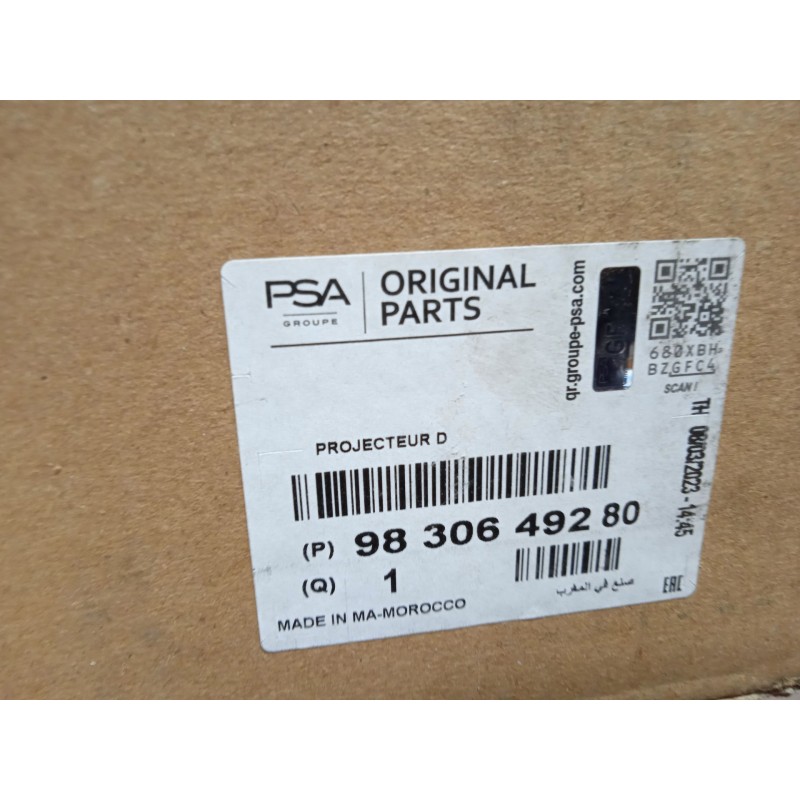 PSA
GROUPE
ORIGINAL
PARTS
qr.groupe-psa.com
680XBH
BZGFC4
SCAN!
TH 08/03/2023 - 14:45
PROJECTEUR D
(P) 98 306 492 80
(Q) 1
MADE IN MA-MOROCCO
صنع في المغرب
EAC